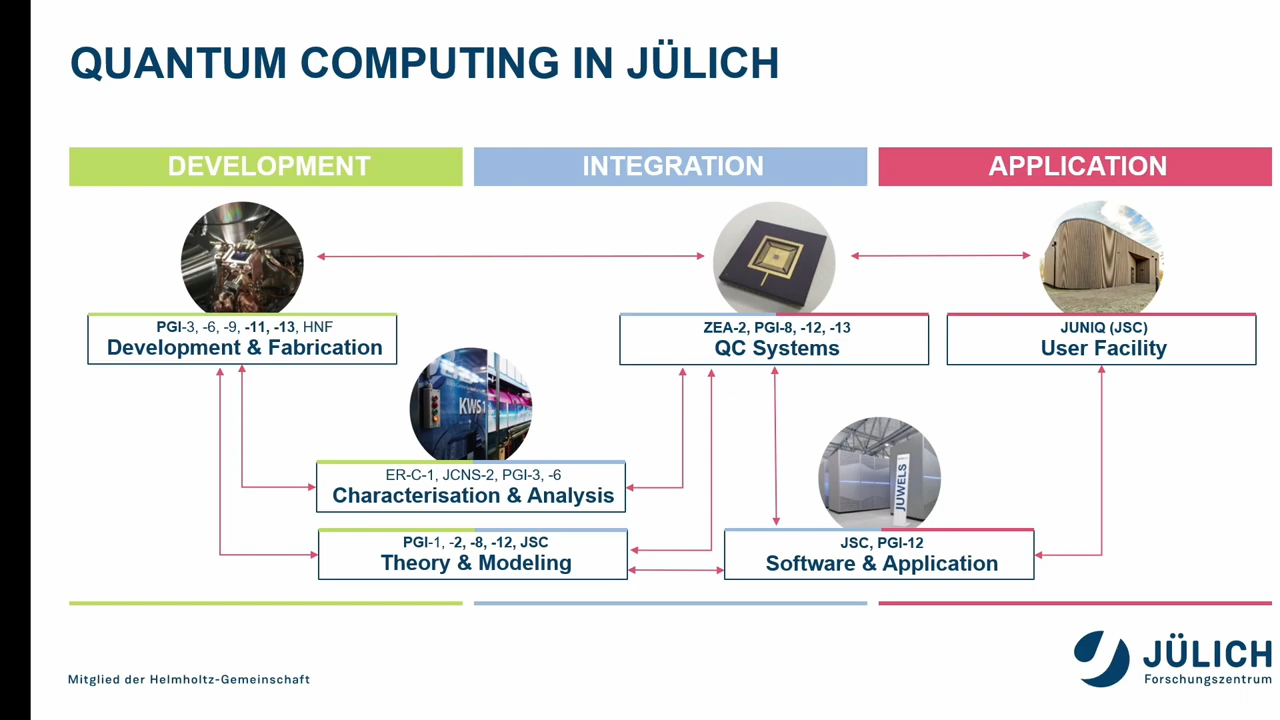 QUANTUM COMPUTING IN JÜLICH
DEVELOPMENT
INTEGRATION
APPLICATION
PGI-3, -6, -9, -11, -13, HNF
Development & Fabrication
ZEA-2, PGI-8, -12, -13
QC Systems
JUNIQ (JSC)
User Facility
KWS 1
ER-C-1, JCNS-2, PGI-3, -6
Characterisation & Analysis
JUWELS
PGI-1, -2, -8, -12, JSC
Theory & Modeling
JSC, PGI-12
Software & Application
Mitglied der Helmholtz-Gemeinschaft
JÜLICH
Forschungszentrum